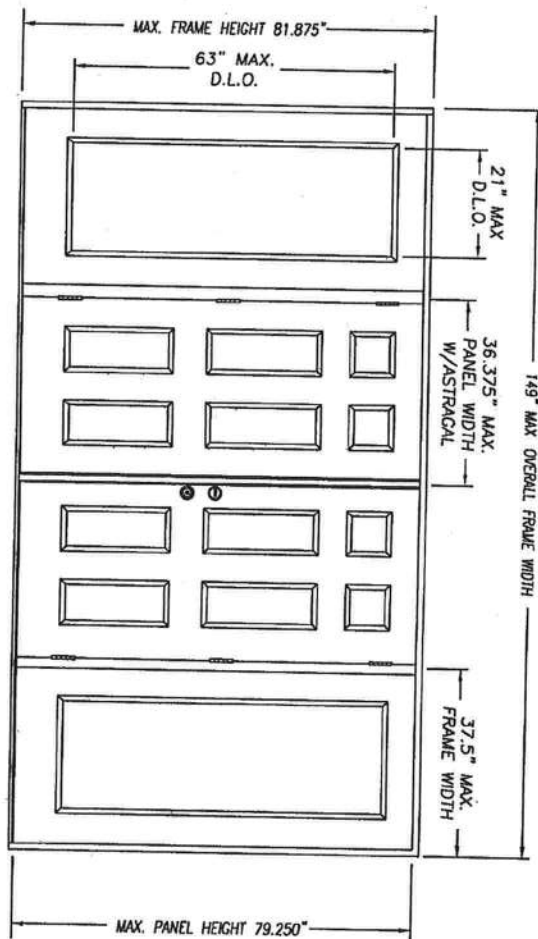 MAX. FRAME HEIGHT 81.875"
63" MAX.
D.L.O.
21" MAX
D.L.O.
36.375" MAX.
PANEL WIDTH
W/ASTRAGAL
149" MAX OVERALL FRAME WIDTH
37.5" MAX.
FRAME WIDTH
MAX. PANEL HEIGHT 79.250"